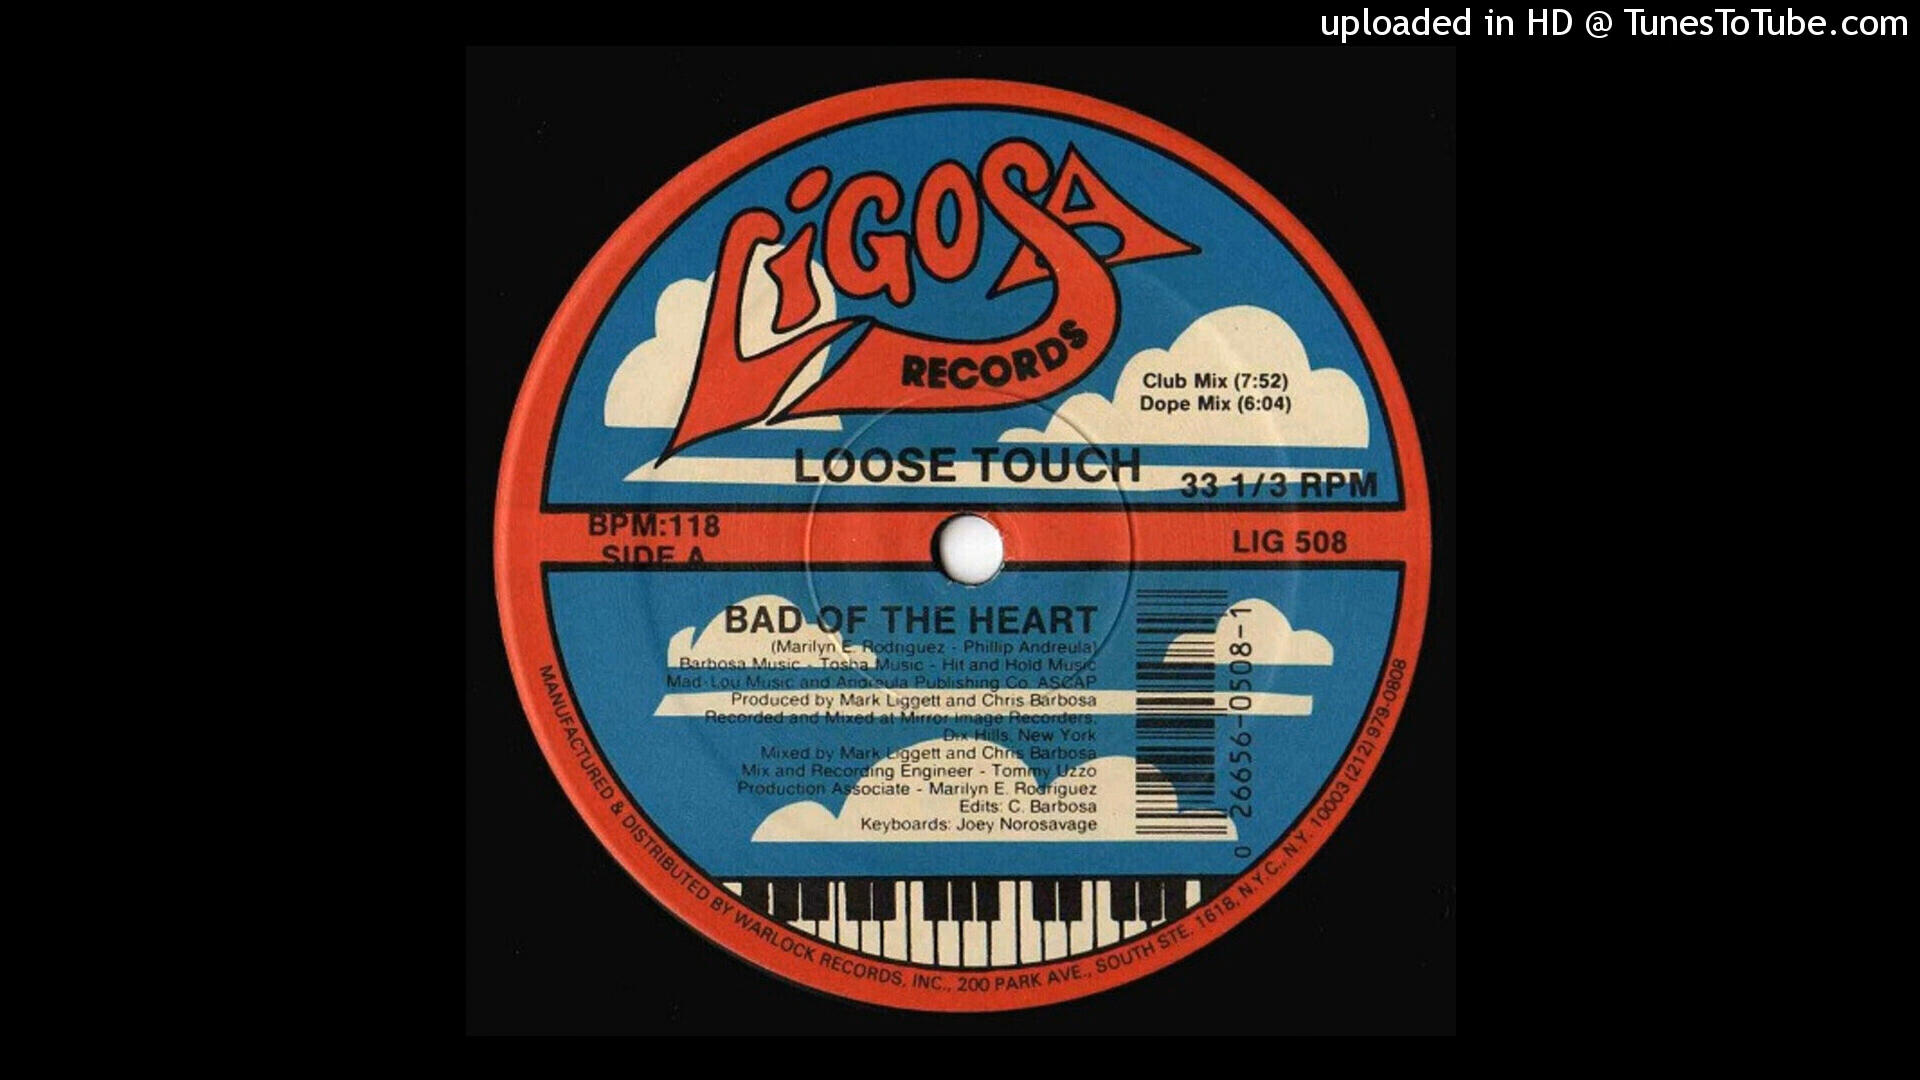 uploaded in HD @ TunesToTube.com
LIGOSA
RECORDS
Club Mix (7:52)
Dope Mix (6:04)
LOOSE TOUCH
33 1/3 RPM
BPM:118
SIDE A
LIG 508
BAD OF THE HEART
(Marilyn E. Rodriguez - Phillip Andreula)
Barbosa Music - Tosha Music - Hit and Hold Music
Mad-Lou Music and Andreula Publishing Co. ASCAP
Produced by Mark Liggett and Chris Barbosa
Recorded and Mixed at Mirror Image Recorders,
Dix Hills, New York
Mixed by Mark Liggett and Chris Barbosa
Mix and Recording Engineer - Tommy Uzzo
Production Associate - Marilyn E. Rodriguez
Edits: C. Barbosa
Keyboards: Joey Norosavage
0 26656-0508-1
MANUFACTURED & DISTRIBUTED BY WARLOCK RECORDS, INC., 200 PARK AVE., SOUTH STE. 1618, N.Y.C., N.Y. 10003 (212) 979-0808